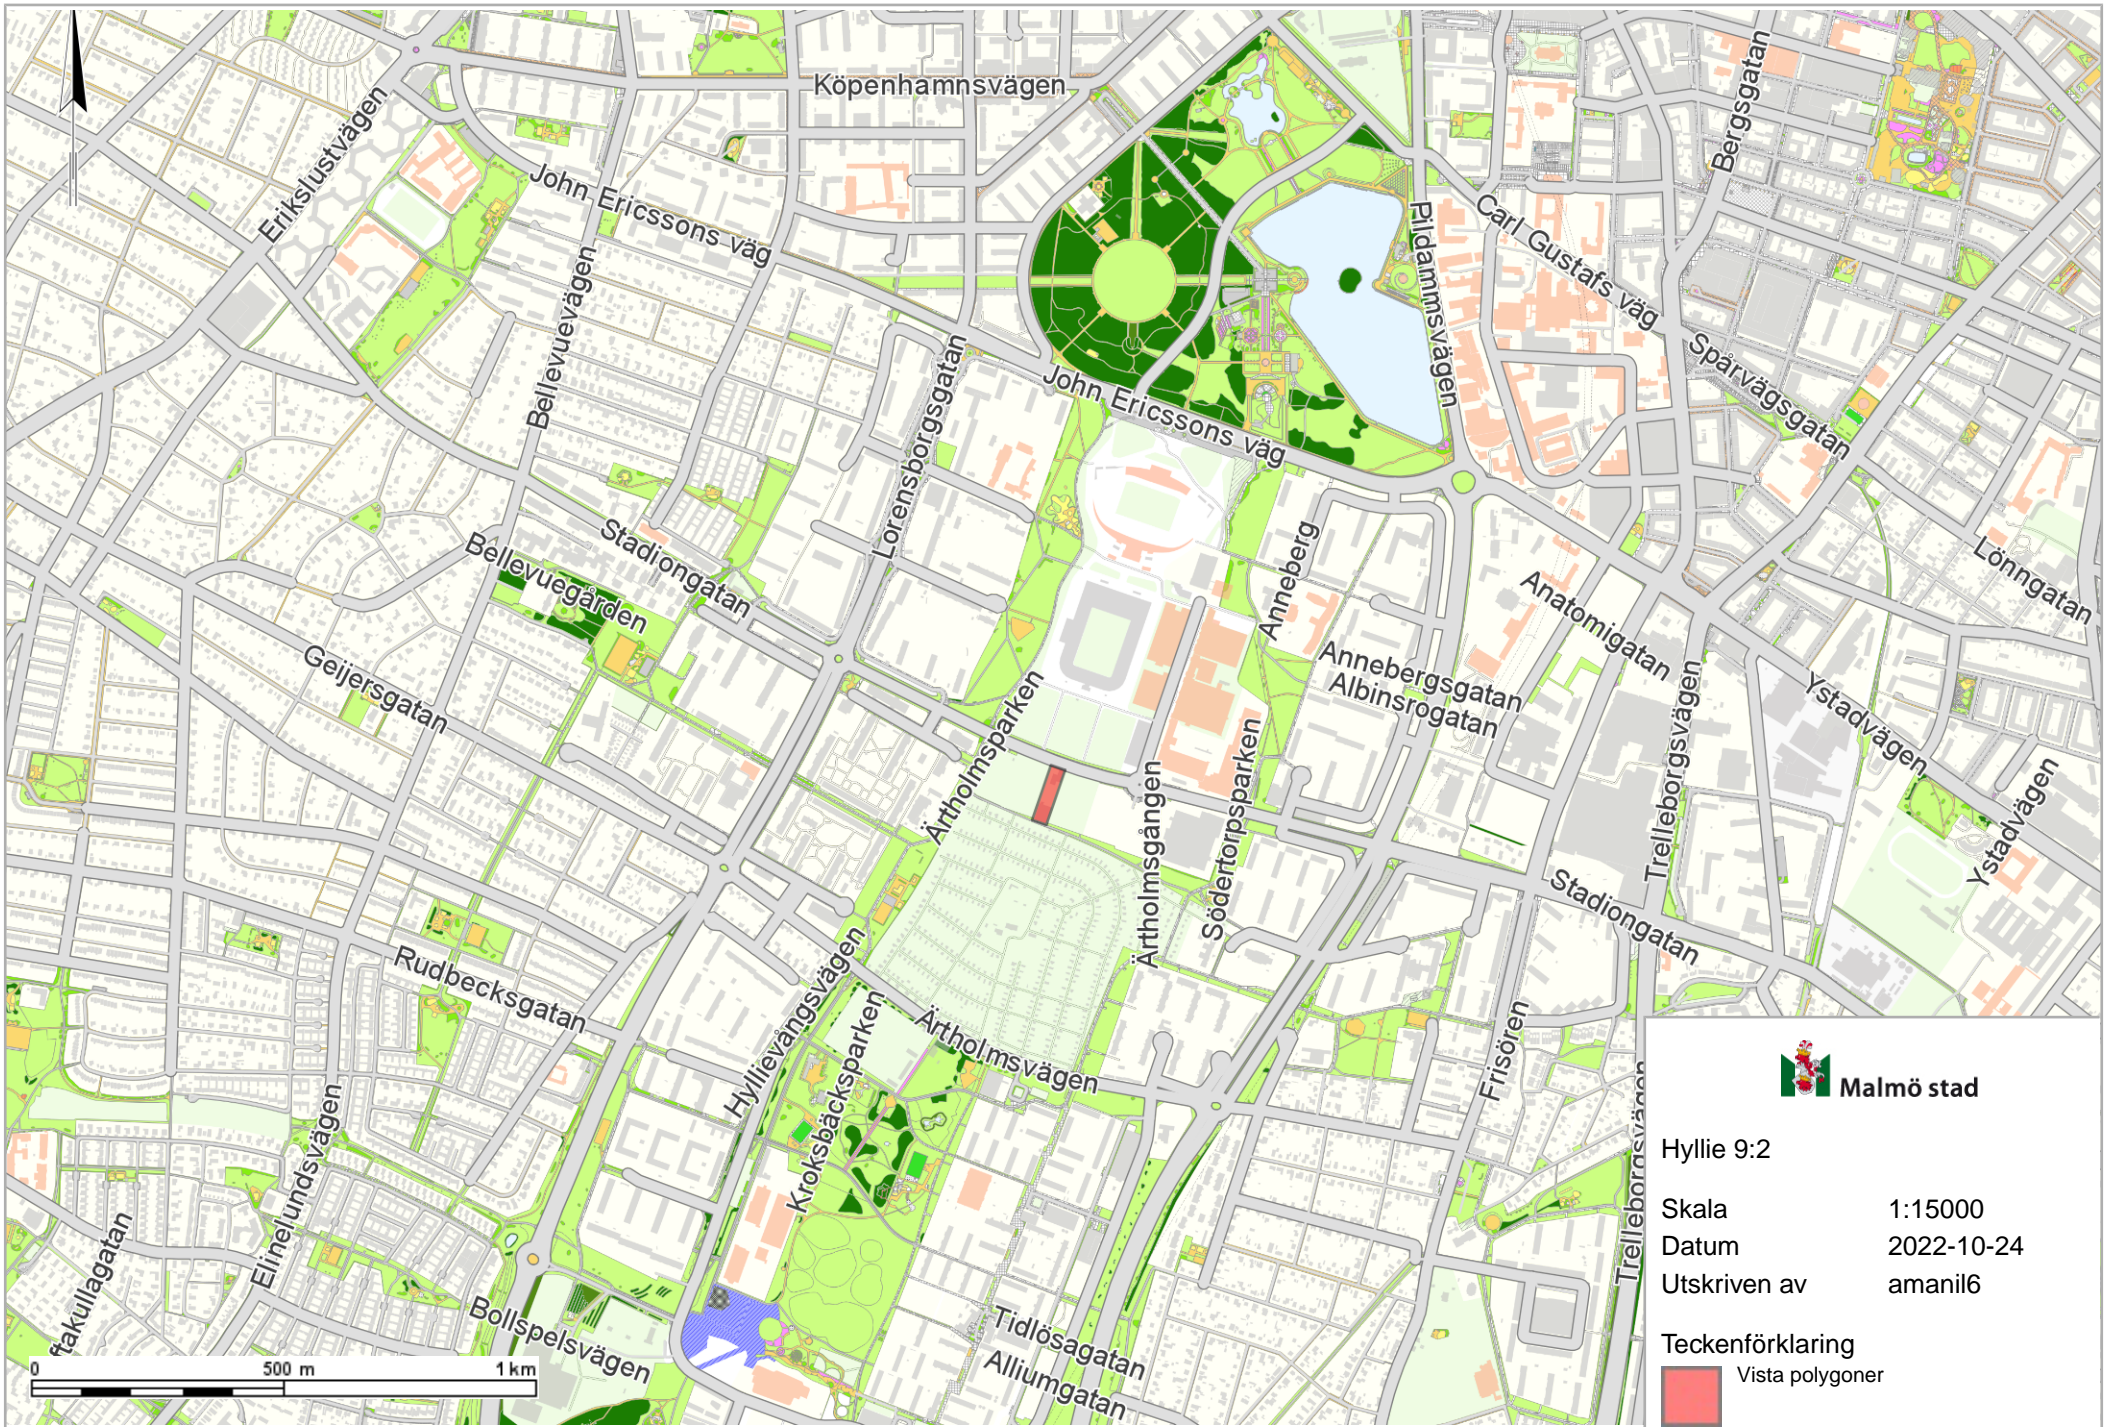 Köpenhamnsvägen
Bergsgatan
Erikslustvägen
John Ericssons väg
Bellevuevägen
Pildammsvägen
Carl Gustafs väg
Spårvägsgatan
Lorensborgsgatan
John Ericssons väg
Lönngatan
Stadiongatan
Bellevuegården
Anneberg
Anatomigatan
Geijersgatan
Annebergsgatan
Albinsrogatan
Ystadvägen
Ystadvägen
Trelleborgsvägen
Ärtholmsparken
Ärtholmsgången
Södertorpsparken
Stadiongatan
Rudbecksgatan
Hyllievångsvägen
Kroksbäcksparken
Ärtholmsvägen
Frisören
Trelleborgsvägen
Elinelundsvägen
ftakullagatan
Bollspelsvägen
Tidlösagatan
Alliumgatan
0 500 m 1 km
Malmö stad
Hyllie 9:2
Skala 1:15000
Datum 2022-10-24
Utskriven av amanil6
Teckenförklaring
Vista polygoner